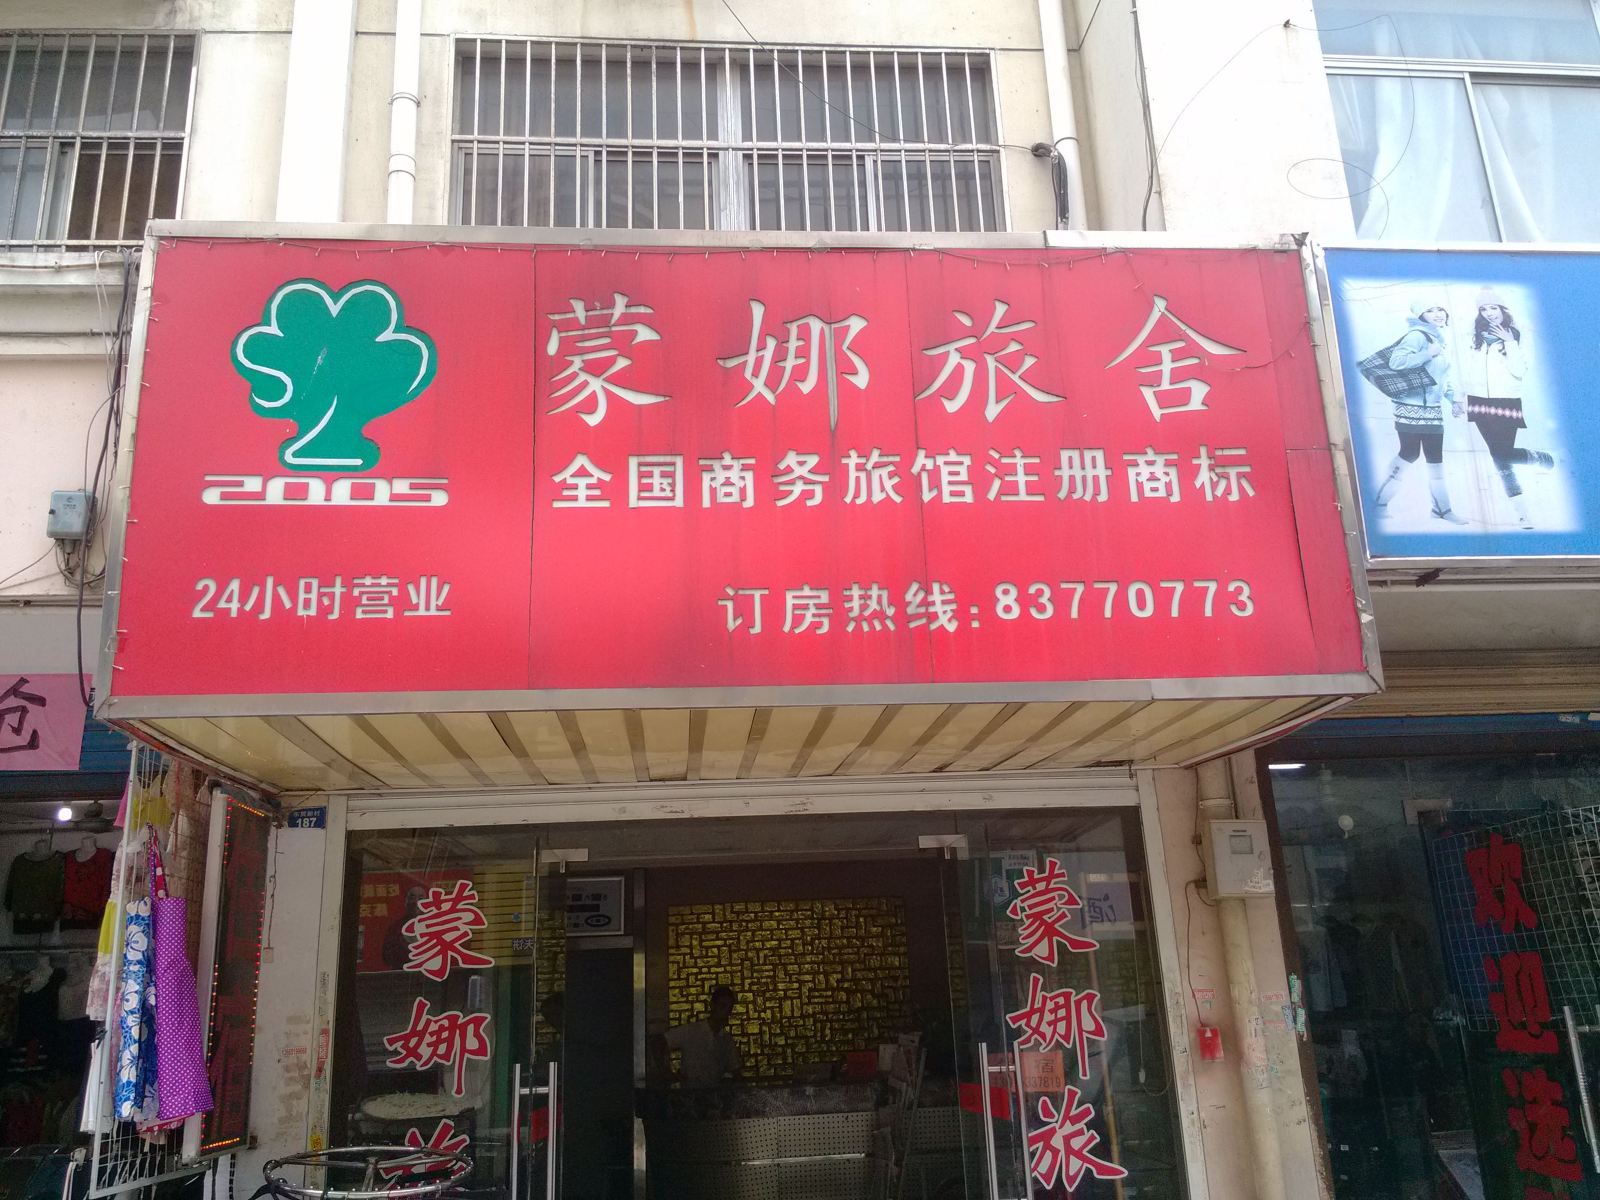 蒙娜旅舍
全国商务旅馆注册商标
2005
24小时营业
订房热线:83770773
187
蒙娜旅
蒙娜旅
欢迎选